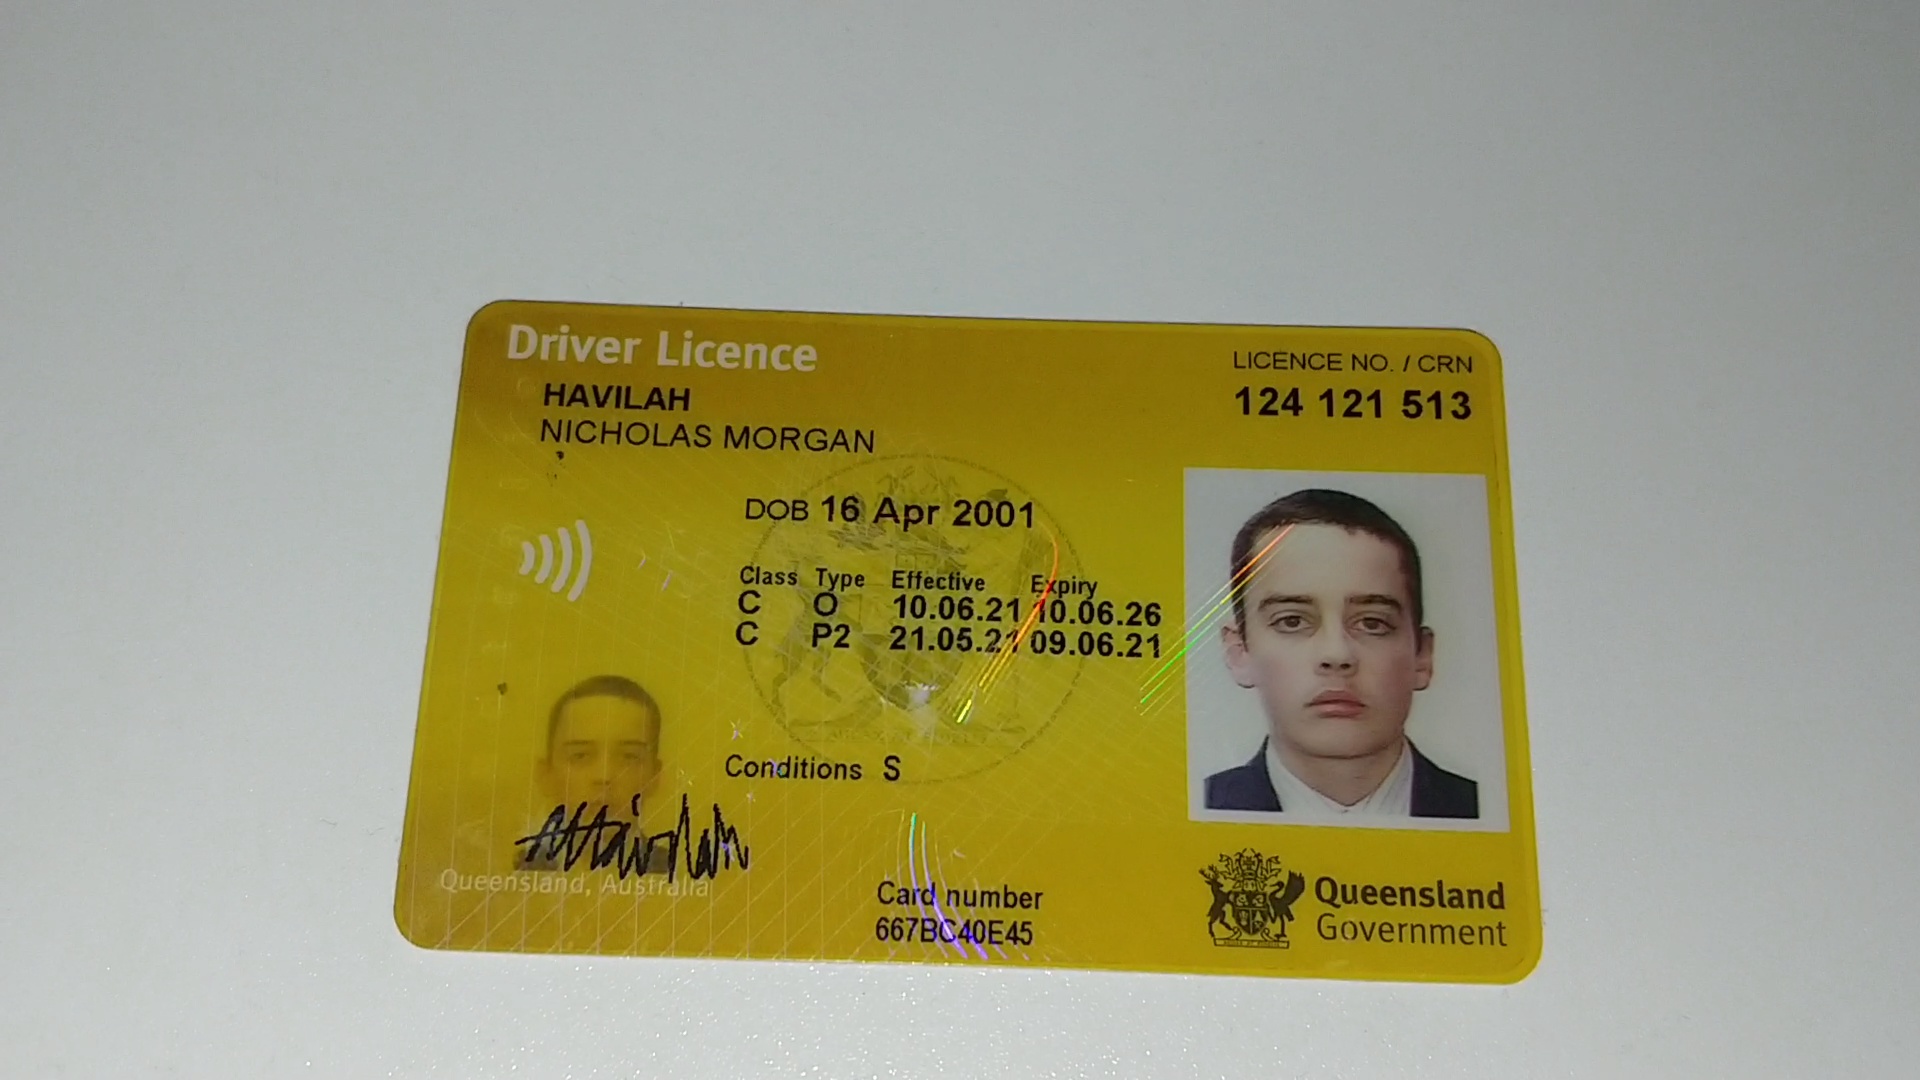 Driver Licence
HAVILAH
NICHOLAS MORGAN
LICENCE NO. / CRN
124 121 513
DOB 16 Apr 2001
Class Type Effective Expiry
C O 10.06.21 10.06.26
C P2 21.05.21 09.06.21
Conditions S
Queensland, Australia
Card number
667BC40E45
Queensland
Government